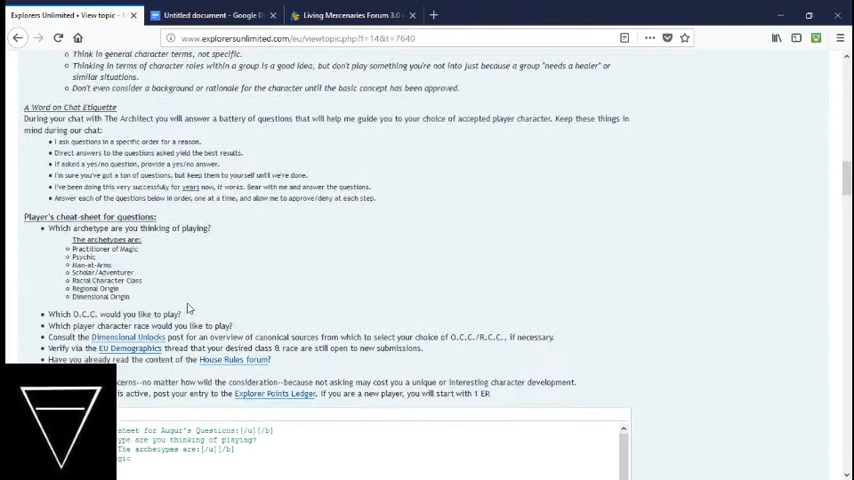 Explorers Unlimited • View topic –
Untitled document - Google D
Living Mercenaries Forum 3.0
www.explorersunlimited.com/eu/viewtopic.php?f=14&t=7640
Think in general character terms, not specific.
Thinking in terms of character roles within a group is a good idea, but don't play something you're not into just because a group "needs a healer" or
similar situations.
Don't even consider a background or rationale for the character until the basic concept has been approved.
A Word on Chat Etiquette
During your chat with The Architect you will answer a battery of questions that will help me guide you to your choice of accepted player character. Keep these things in
mind during our chat:
I ask questions in a specific order for a reason.
Direct answers to the questions asked yield the best results.
If asked a yes/no question, provide a yes/no answer.
I'm sure you've got a ton of questions, but keep them to yourself until we're done.
I've been doing this very successfully for years now, it works. Bear with me and answer the questions.
Answer each of the questions below in order, one at a time, and allow me to approve/deny at each step.
Player's cheat-sheet for questions:
Which archetype are you thinking of playing?
The archetypes are:
Practitioner of Magic
Psychic
Man-at-Arms
Scholar/Adventurer
Racial Character Class
Regional Origin
Dimensional Origin
Which O.C.C. would you like to play?
Which player character race would you like to play?
Consult the Dimensional Unlocks post for an overview of canonical sources from which to select your choice of O.C.C./R.C.C., if necessary.
Verify via the EU Demographics thread that your desired class & race are still open to new submissions.
Have you already read the content of the House Rules forum?
cerns--no matter how wild the consideration--because not asking may cost you a unique or interesting character development.
is active, post your entry to the Explorer Points Ledger. If you are a new player, you will start with 1 EP.
sheet for Augur's Questions:[/u][/b]
type are you thinking of playing?
The archetypes are:[/u][/b]
agic